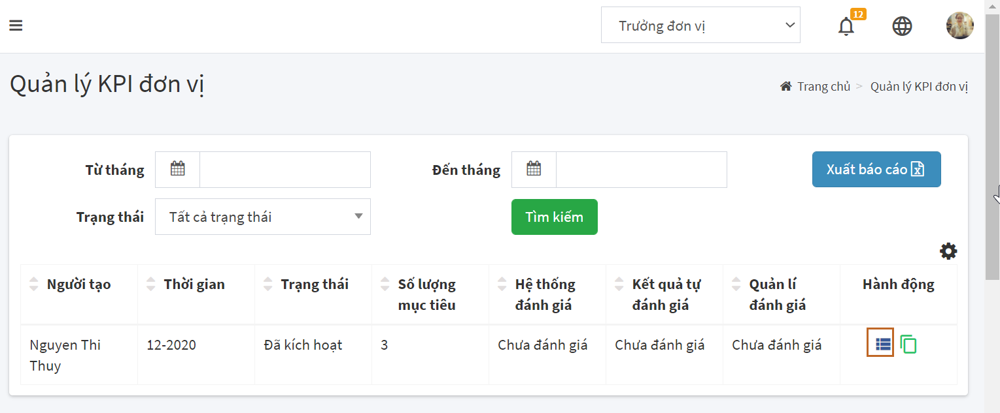 Trưởng đơn vị
12
Quản lý KPI đơn vị
Trang chủ > Quản lý KPI đơn vị
Từ tháng
Đến tháng
Xuất báo cáo
Trạng thái
Tất cả trạng thái
Tìm kiếm
Người tạo
Thời gian
Trạng thái
Số lượng
mục tiêu
Hệ thống
đánh giá
Kết quả tự
đánh giá
Quản lí
đánh giá
Hành động
Nguyen Thi
Thuy
12-2020
Đã kích hoạt
3
Chưa đánh giá
Chưa đánh giá
Chưa đánh giá